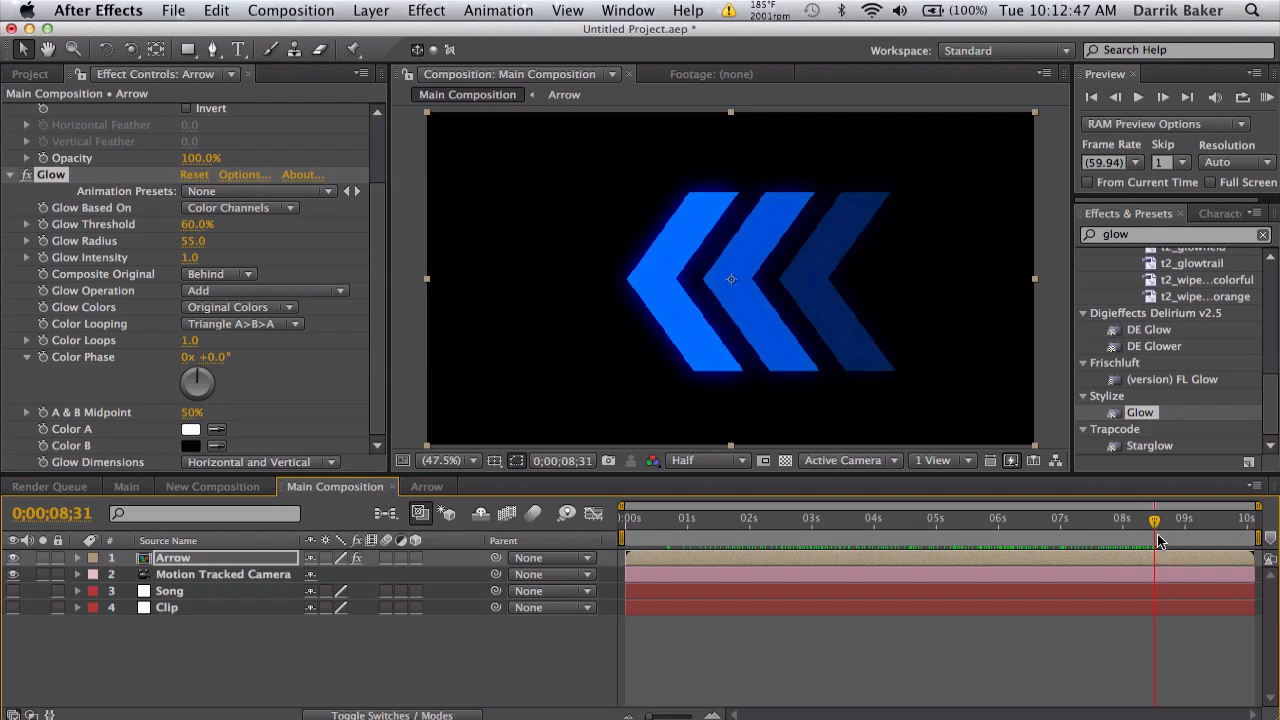 After Effects File Edit Composition Layer Effect Animation View Window Help 185°F 2001rpm (100%) Tue 10:12:47 AM Darrik Baker
Untitled Project.aep *
Workspace: Standard Search Help
Project Effect Controls: Arrow Composition: Main Composition Footage: (none) Preview
Main Composition • Arrow Main Composition Arrow
Invert
Horizontal Feather 0.0
Vertical Feather 0.0
Opacity 100.0%
fx Glow Reset Options... About...
Animation Presets: None
Glow Based On Color Channels
Glow Threshold 60.0%
Glow Radius 55.0
Glow Intensity 1.0
Composite Original Behind
Glow Operation Add
Glow Colors Original Colors
Color Looping Triangle A>B>A
Color Loops 1.0
Color Phase 0x +0.0°
A & B Midpoint 50%
Color A
Color B
Glow Dimensions Horizontal and Vertical
(47.5%) 0;00;08;31 Half Active Camera 1 View
RAM Preview Options
Frame Rate Skip Resolution
(59.94) 1 Auto
From Current Time Full Screen
Effects & Presets Charact
glow
t2_glowtrail
t2_wipe...colorful
t2_wipe...orange
Digieffects Delirium v2.5
DE Glow
DE Glower
Frischluft
(version) FL Glow
Stylize
Glow
Trapcode
Starglow
Render Queue Main New Composition Main Composition Arrow
0;00;08;31
:00s 01s 02s 03s 04s 05s 06s 07s 08s 09s 10s
# Source Name fx Parent
1 Arrow fx None
2 Motion Tracked Camera None
3 Song None
4 Clip None
Toggle Switches / Modes